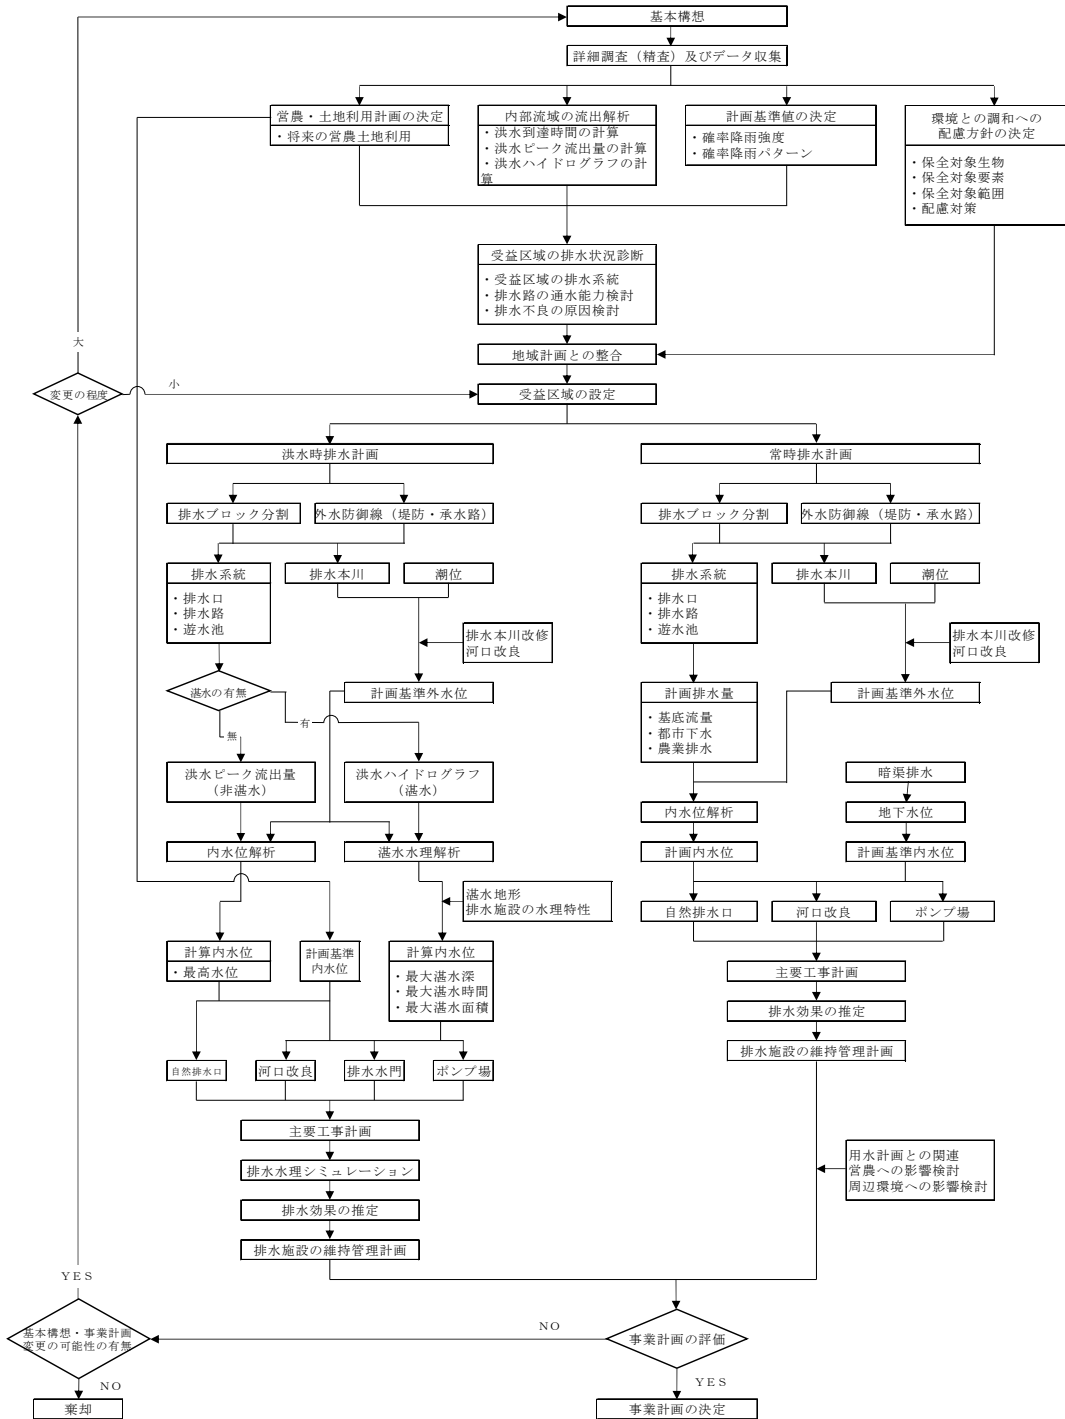 基本構想
詳細調査（精査）及びデータ収集
営農・土地利用計画の決定
・将来の営農土地利用
内部流域の流出解析
・洪水到達時間の計算
・洪水ピーク流出量の計算
・洪水ハイドログラフの計
算
計画基準値の決定
・確率降雨強度
・確率降雨パターン
環境との調和への
配慮方針の決定
・保全対象生物
・保全対象要素
・保全対象範囲
・配慮対策
受益区域の排水状況診断
・受益区域の排水系統
・排水路の通水能力検討
・排水不良の原因検討
大
地域計画との整合
変更の程度
小
受益区域の設定
洪水時排水計画
常時排水計画
排水ブロック分割
外水防御線（堤防・承水路）
排水ブロック分割
外水防御線（堤防・承水路）
排水系統
・排水口
・排水路
・遊水池
排水本川
潮位
排水系統
・排水口
・排水路
・遊水池
排水本川
潮位
排水本川改修
河口改良
排水本川改修
河口改良
湛水の有無
計画基準外水位
計画排水量
・基底流量
・都市下水
・農業排水
計画基準外水位
有
無
洪水ピーク流出量
（非湛水）
洪水ハイドログラフ
（湛水）
暗渠排水
内水位解析
地下水位
内水位解析
湛水水理解析
計画内水位
計画基準内水位
湛水地形
排水施設の水理特性
自然排水口
河口改良
ポンプ場
計算内水位
・最高水位
計画基準
内水位
計算内水位
・最大湛水深
・最大湛水時間
・最大湛水面積
主要工事計画
排水効果の推定
排水施設の維持管理計画
自然排水口
河口改良
排水水門
ポンプ場
主要工事計画
排水水理シミュレーション
排水効果の推定
排水施設の維持管理計画
用水計画との関連
営農への影響検討
周辺環境への影響検討
YES
基本構想・事業計画
変更の可能性の有無
NO
事業計画の評価
NO
YES
棄却
事業計画の決定